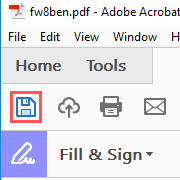 fw8ben.pdf - Adobe Acrobat
File Edit View Window
Home Tools
Fill & Sign